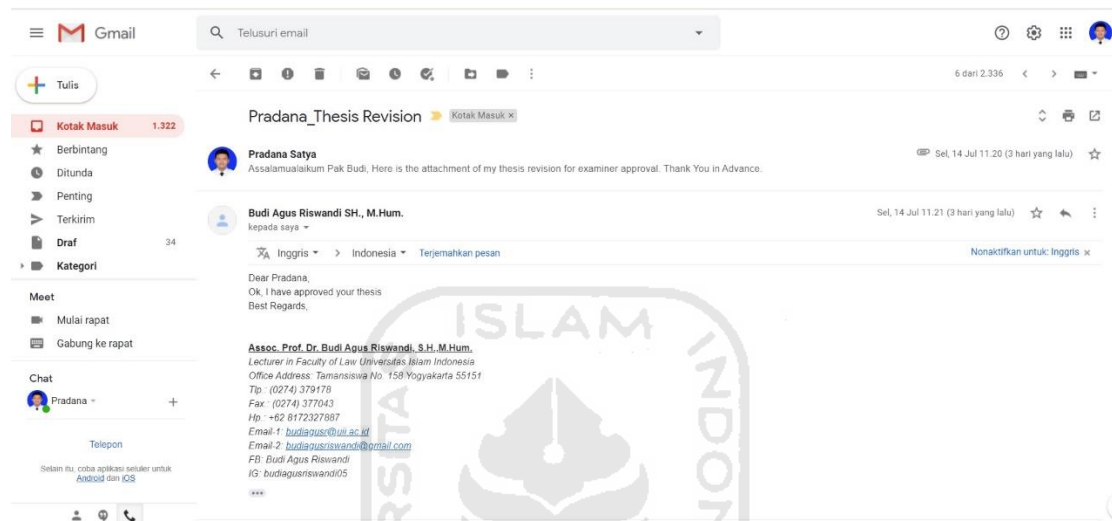 Gmail
Telusuri email
Tulis
6 dari 2.336
Kotak Masuk 1.322
Berbintang
Ditunda
Penting
Terkirim
Draf 34
Kategori
Meet
Mulai rapat
Gabung ke rapat
Chat
Pradana
Telepon
Selain itu, coba aplikasi seluler untuk
Android dan iOS
Pradana_Thesis Revision Kotak Masuk ×
Pradana Satya
Sel, 14 Jul 11.20 (3 hari yang lalu)
Assalamualaikum Pak Budi, Here is the attachment of my thesis revision for examiner approval. Thank You in Advance.
Budi Agus Riswandi SH., M.Hum.
Sel, 14 Jul 11.21 (3 hari yang lalu)
kepada saya
Inggris > Indonesia Terjemahkan pesan
Nonaktifkan untuk: Inggris ×
Dear Pradana,
Ok, I have approved your thesis
Best Regards,
Assoc. Prof. Dr. Budi Agus Riswandi, S.H.,M.Hum.
Lecturer in Faculty of Law Universitas Islam Indonesia
Office Address: Tamansiswa No. 158 Yogyakarta 55151
Tlp : (0274) 379178
Fax : (0274) 377043
Hp : +62 8172327887
Email-1: budiagusr@uii.ac.id
Email-2: budiagusriswandi@gmail.com
FB: Budi Agus Riswandi
IG: budiagusriswandi05
ISLAM